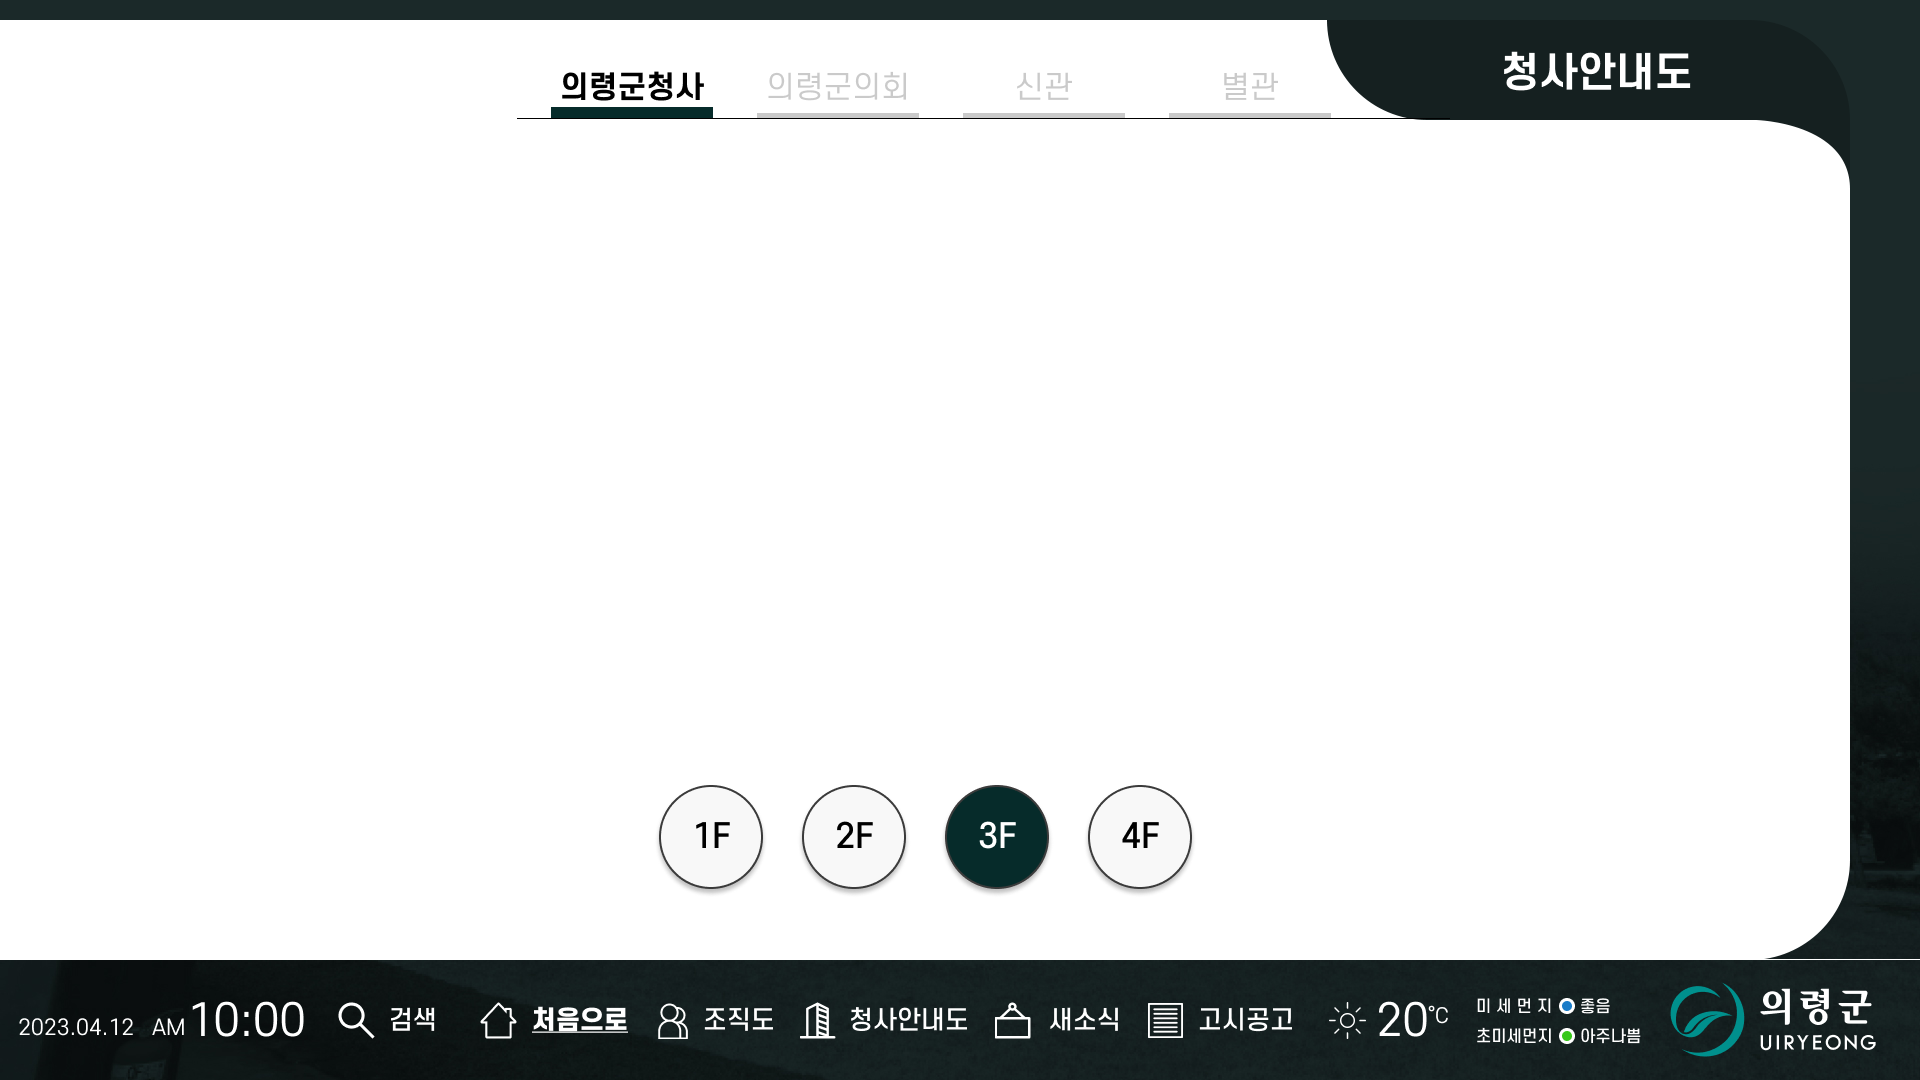 청사안내도
의령군청사 의령군의회 신관 별관
1F 2F 3F 4F
2023.04.12 AM 10:00 검색 처음으로 조직도 청사안내도 새소식 고시공고 20℃
미세먼지 좋음
초미세먼지 아주나쁨
의령군
UIRYEONG